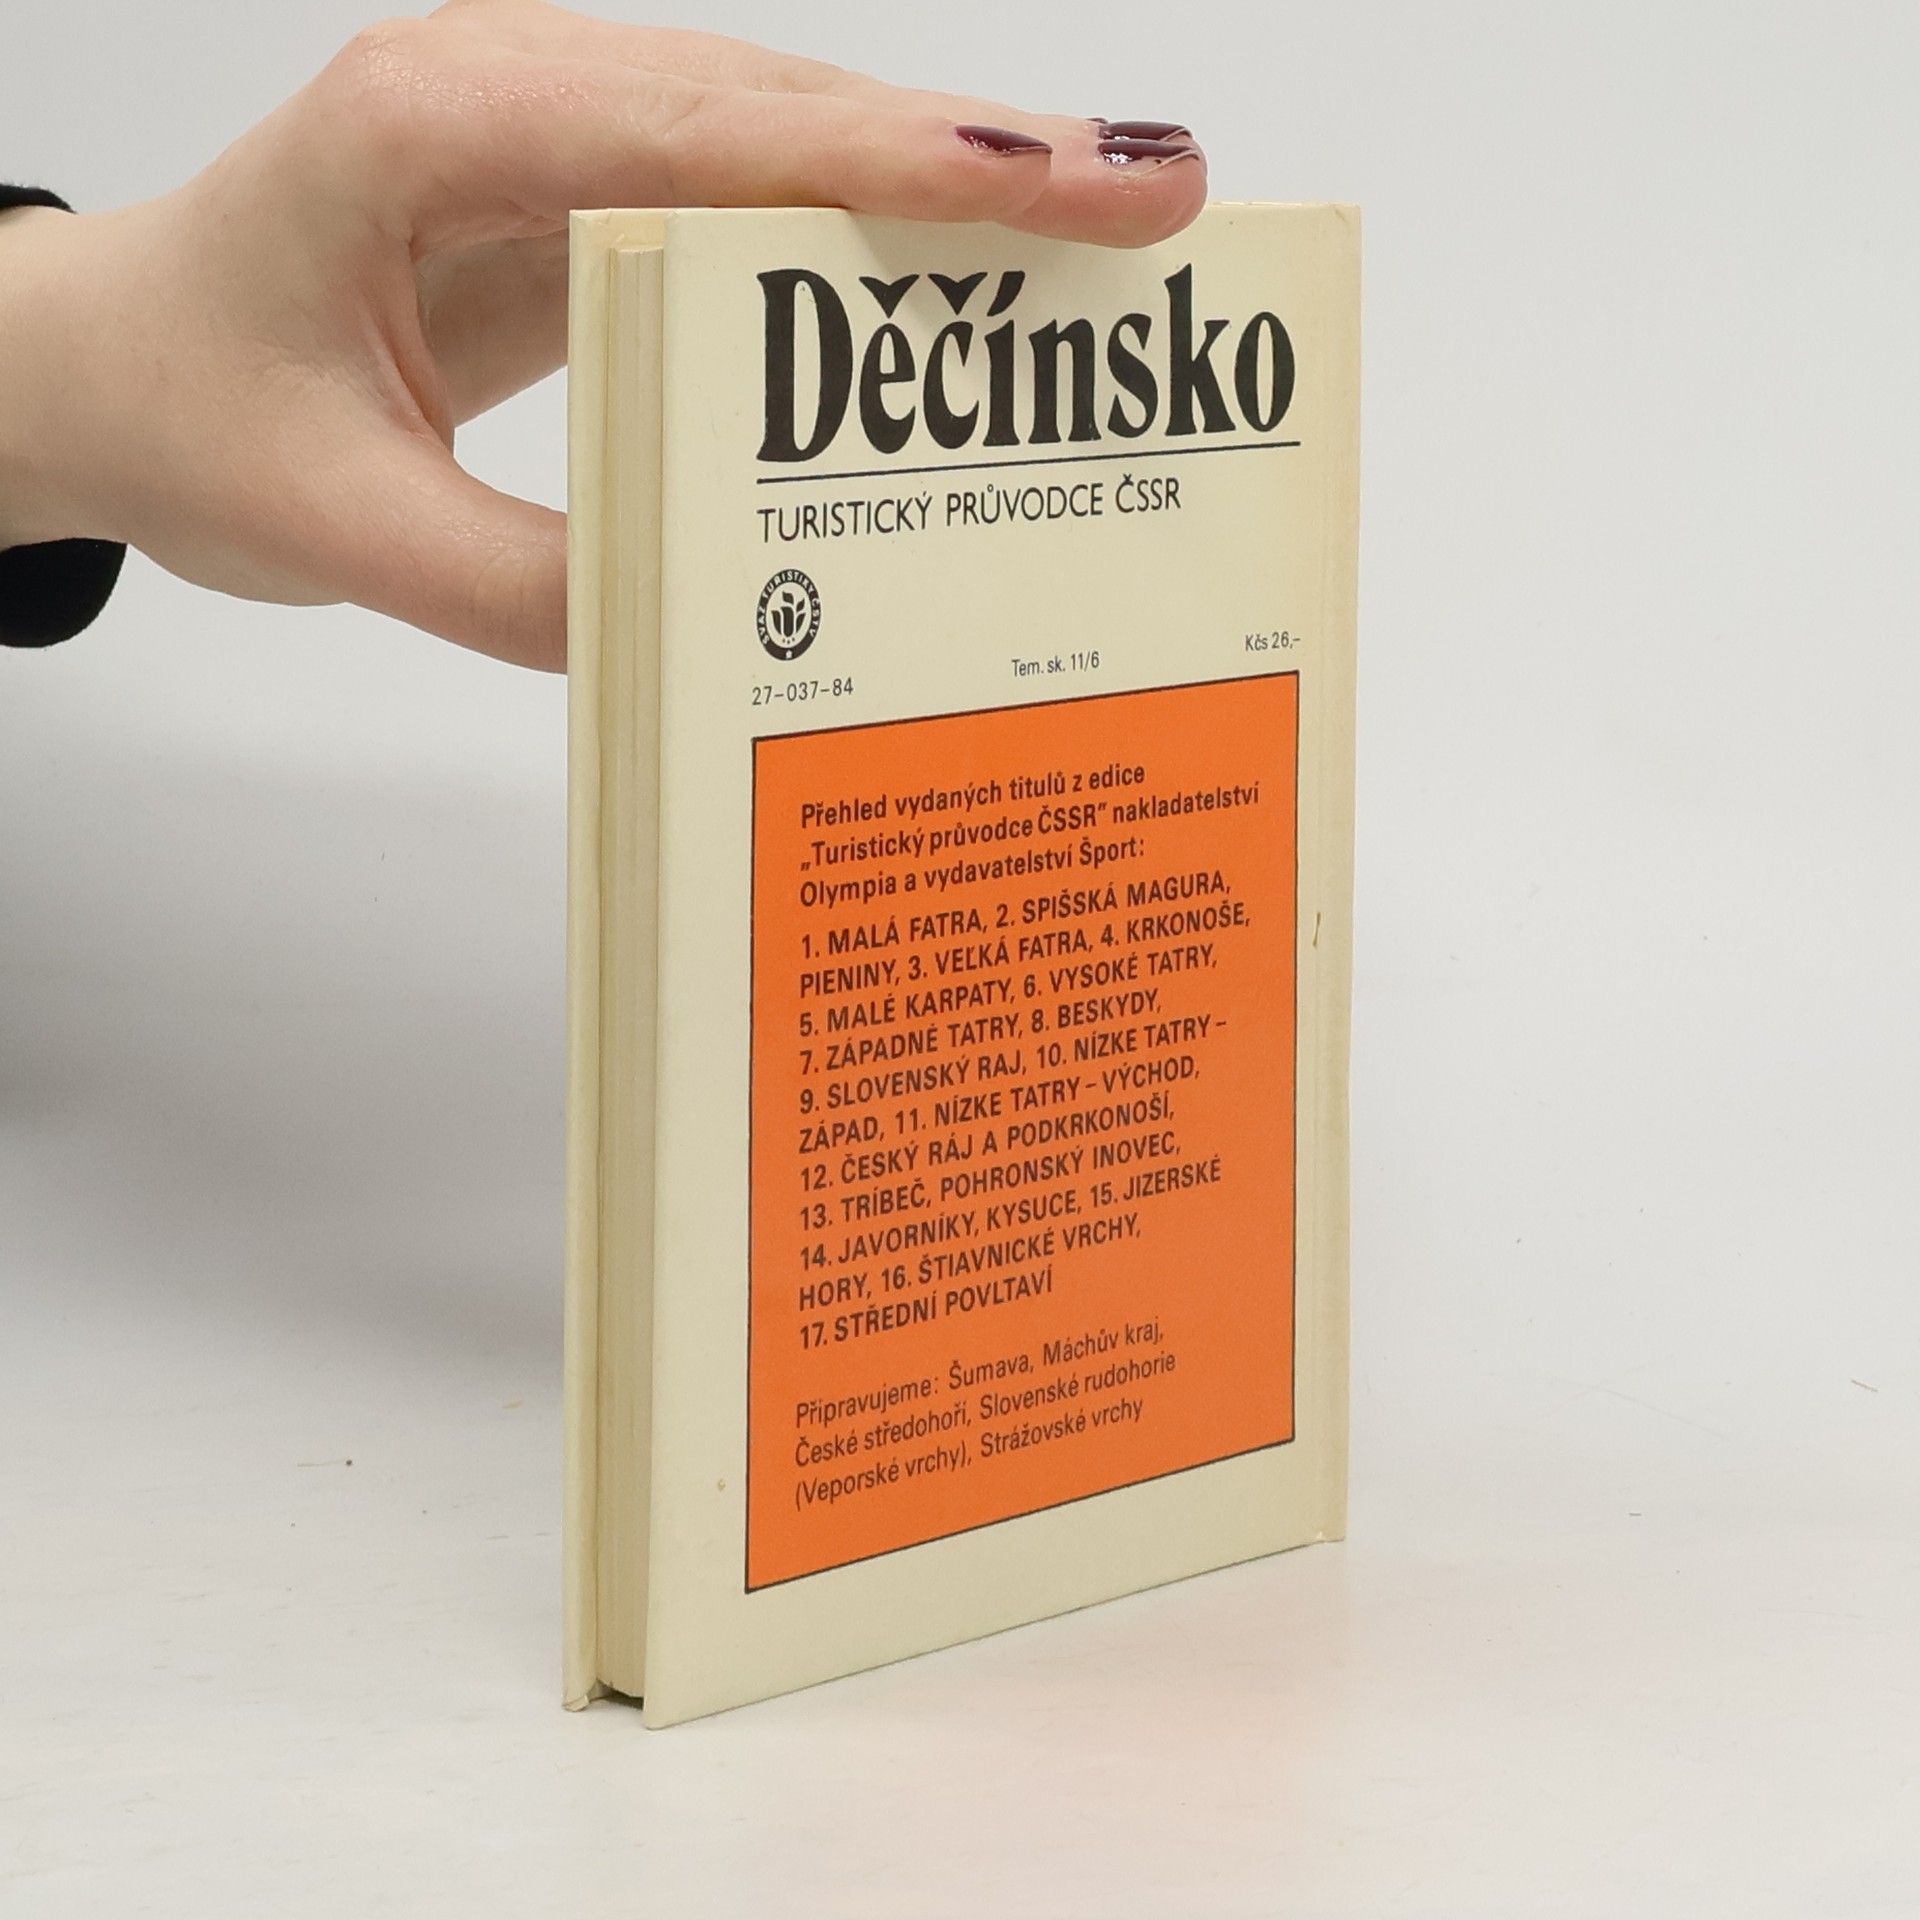 Děčínsko
TURISTICKÝ PRŮVODCE ČSSR
SVAZ TURISTIKY ČSTV
27-037-84
Tem. sk. 11/6
Kčs 26,-
Přehled vydaných titulů z edice
„Turistický průvodce ČSSR" nakladatelství
Olympia a vydavatelství Šport:
1. MALÁ FATRA, 2. SPIŠSKÁ MAGURA,
PIENINY, 3. VEĽKÁ FATRA, 4. KRKONOŠE,
5. MALÉ KARPATY, 6. VYSOKÉ TATRY,
7. ZÁPADNÉ TATRY, 8. BESKYDY,
9. SLOVENSKÝ RAJ, 10. NÍZKE TATRY –
ZÁPAD, 11. NÍZKE TATRY – VÝCHOD,
12. ČESKÝ RÁJ A PODKRKONOŠÍ,
13. TRÍBEČ, POHRONSKÝ INOVEC,
14. JAVORNÍKY, KYSUCE, 15. JIZERSKÉ
HORY, 16. ŠTIAVNICKÉ VRCHY,
17. STŘEDNÍ POVLTAVÍ
Připravujeme: Šumava, Máchův kraj,
České středohoří, Slovenské rudohorie
(Veporské vrchy), Strážovské vrchy